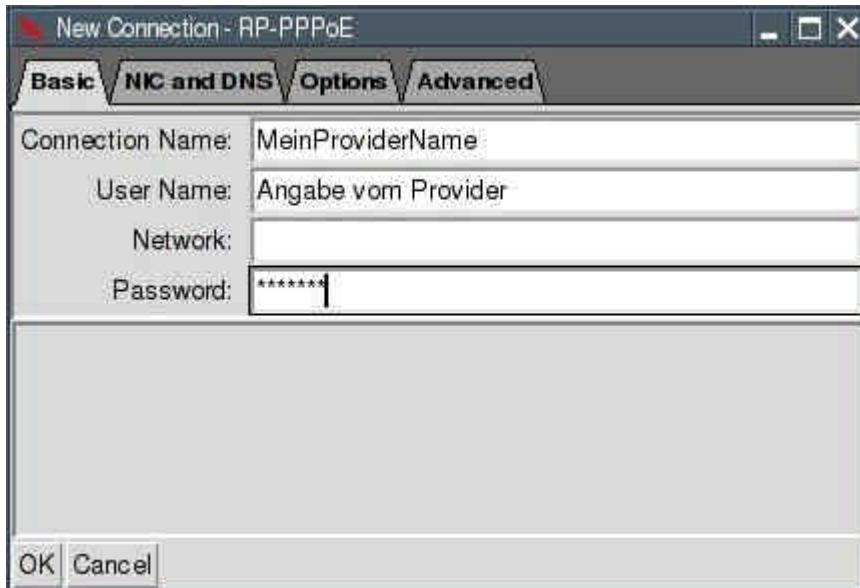 New Connection - RP-PPPoE
Basic NIC and DNS Options Advanced
Connection Name: MeinProviderName
User Name: Angabe vom Provider
Network:
Password: *******
OK Cancel